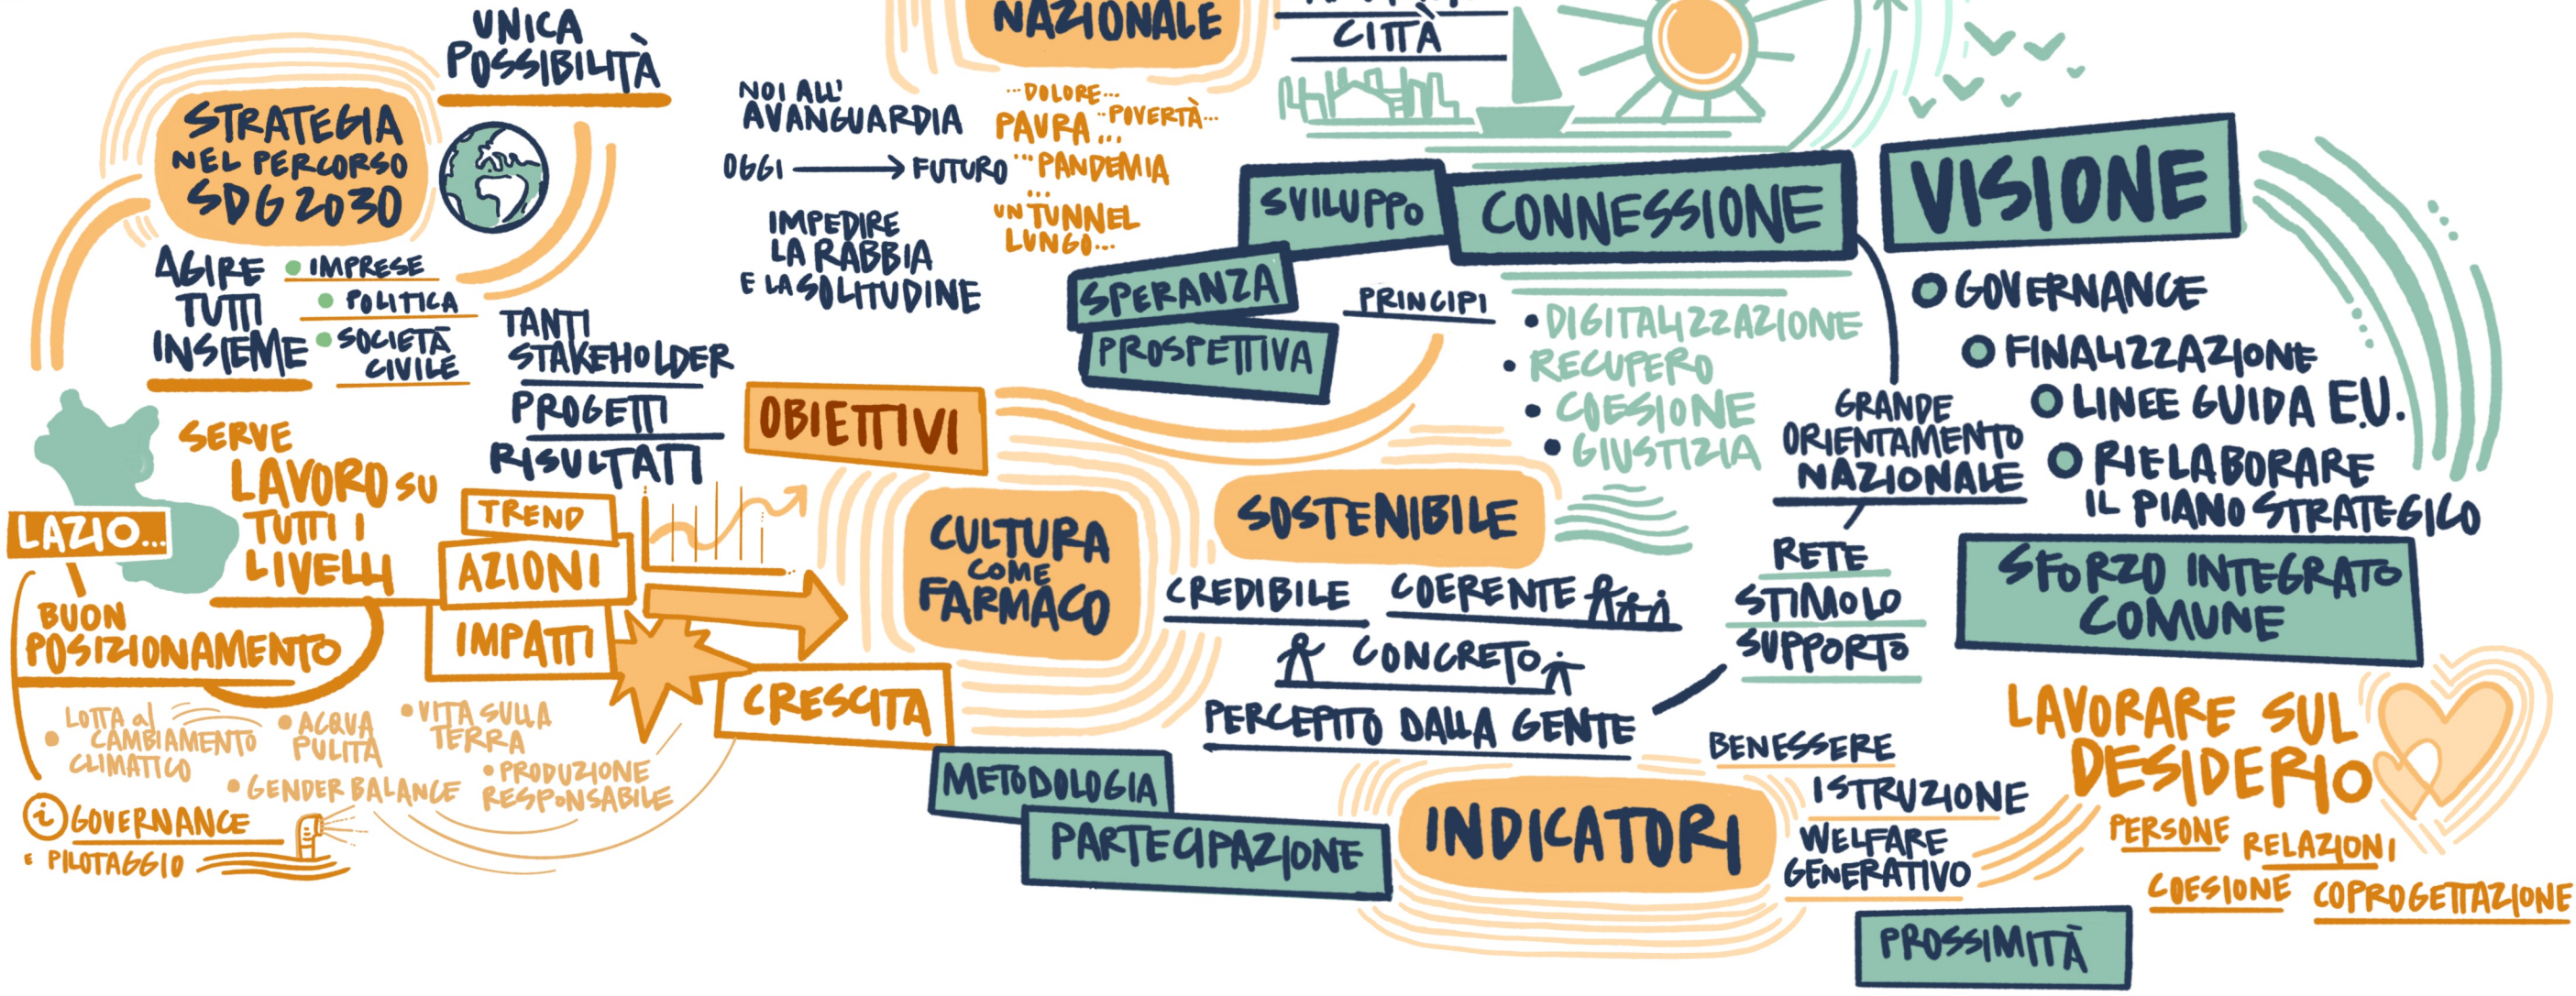 UNICA
POSSIBILITÀ
STRATEGIA
NEL PERCORSO
SDG 2030
AGIRE
TUTTI
INSIEME
IMPRESE
POLITICA
SOCIETÀ
CIVILE
LAZIO...
BUON
POSIZIONAMENTO
SERVE
LAVORO SU
TUTTI I
LIVELLI
TANTI
STAKEHOLDER
PROGETTI
RISULTATI
TREND
AZIONI
IMPATTI
CRESCITA
LOTTA al
CAMBIAMENTO
CLIMATICO
ACQUA
PULITÀ
VITA SULLA
TERRA
GENDER BALANCE
PRODUZIONE
RESPONSABILE
i GOVERNANCE
E PILOTAGGIO
NAZIONALE
NOI ALL'
AVANGUARDIA
OGGI → FUTURO
IMPEDIRE
LA RABBIA
E LA SOLITUDINE
...DOLORE...
PAURA...
..POVERTÀ...
...PANDEMIA
...
UN TUNNEL
LUNGO...
CITTÀ
SVILUPPO
CONNESSIONE
SPERANZA
PROSPETTIVA
PRINCIPI
• DIGITALIZZAZIONE
• RECUPERO
• COESIONE
• GIUSTIZIA
OBIETTIVI
CULTURA
COME
FARMACO
SOSTENIBILE
CREDIBILE
COERENTE
CONCRETO
PERCEPITO DALLA GENTE
METODOLOGIA
PARTECIPAZIONE
INDICATORI
BENESSERE
ISTRUZIONE
WELFARE
GENERATIVO
PROSSIMITÀ
GRANDE
ORIENTAMENTO
NAZIONALE
RETE
STIMOLO
SUPPORTO
VISIONE
GOVERNANCE
FINALIZZAZIONE
LINEE GUIDA E.U.
RIELABORARE
IL PIANO STRATEGICO
SFORZO INTEGRATO
COMUNE
LAVORARE SUL
DESIDERIO
PERSONE
RELAZIONI
COESIONE
COPROGETTAZIONE